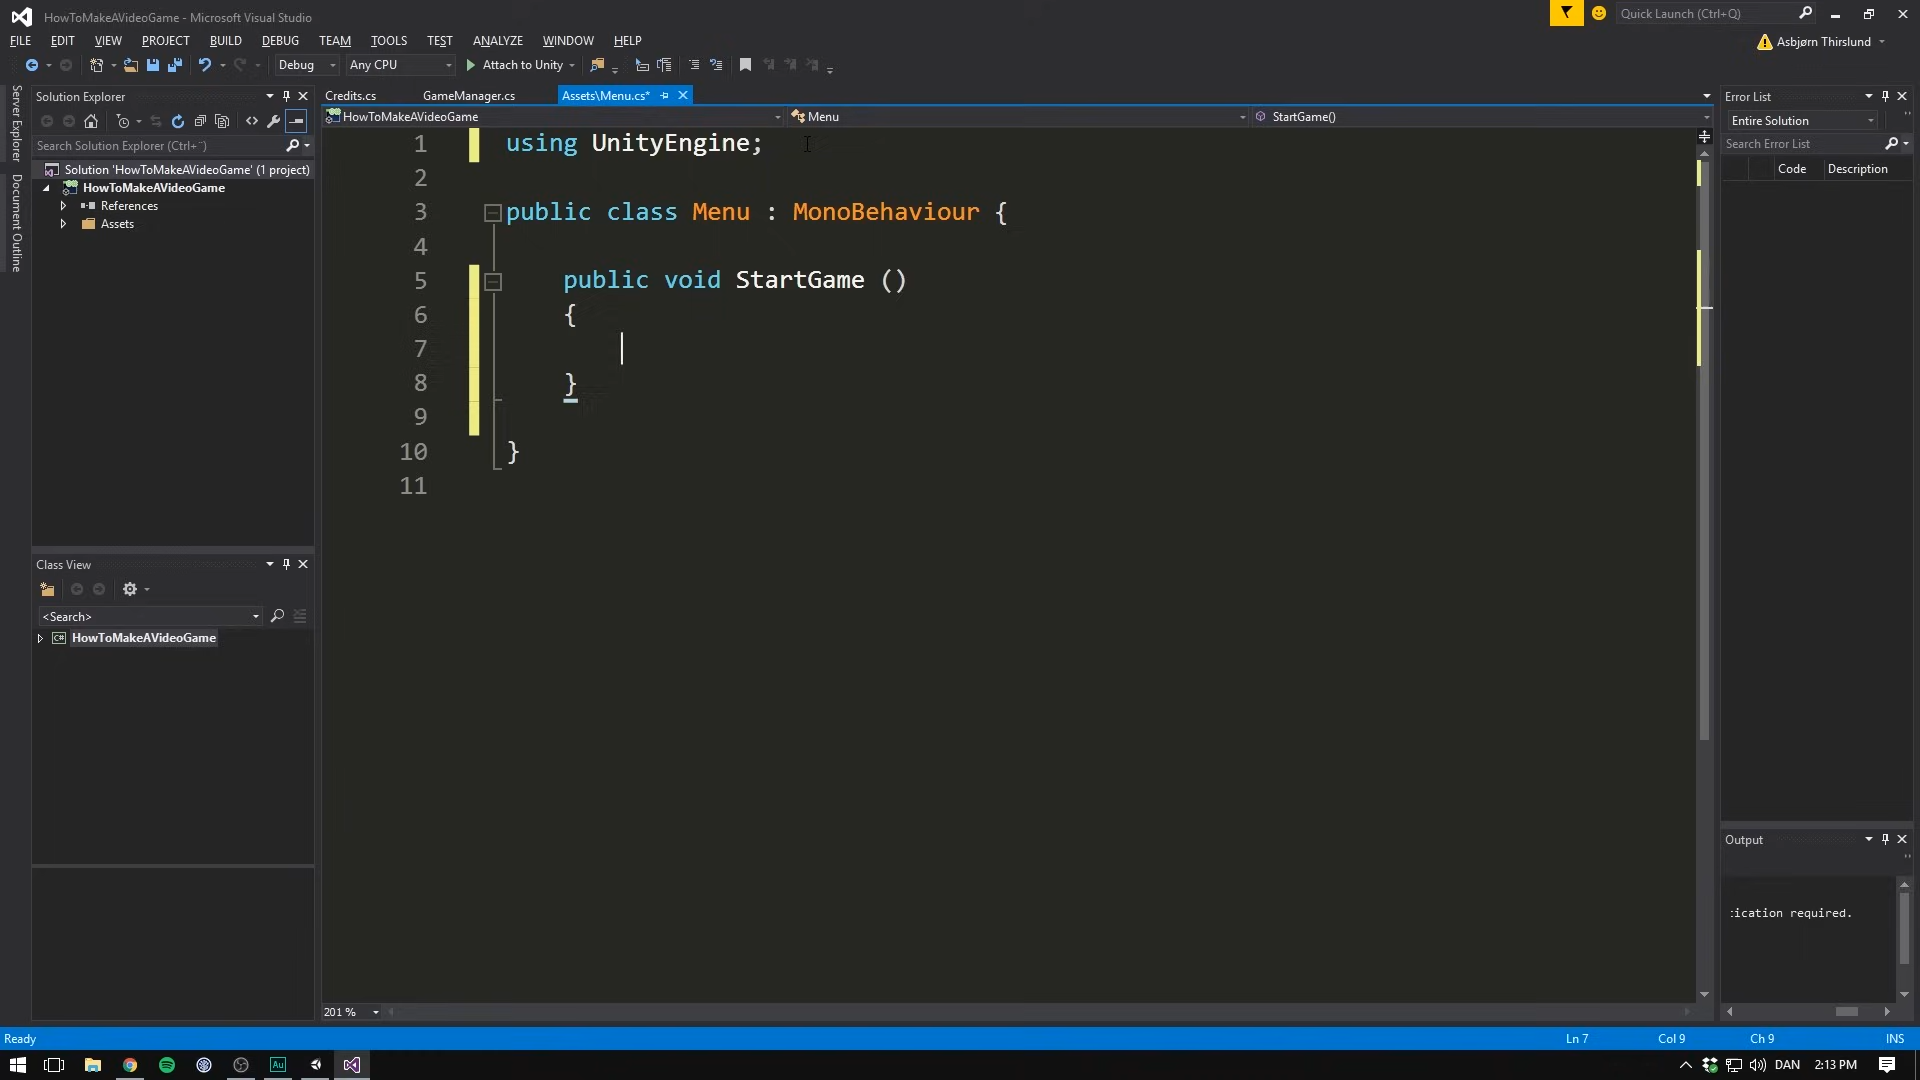 HowToMakeAVideoGame - Microsoft Visual Studio
Quick Launch (Ctrl+Q)
FILE EDIT VIEW PROJECT BUILD DEBUG TEAM TOOLS TEST ANALYZE WINDOW HELP
Asbjørn Thirslund
Debug Any CPU Attach to Unity
Server Explorer
Document Outline
Solution Explorer
Search Solution Explorer (Ctrl+¨)
Solution 'HowToMakeAVideoGame' (1 project)
HowToMakeAVideoGame
References
Assets
Class View
<Search>
HowToMakeAVideoGame
Credits.cs GameManager.cs Assets\Menu.cs*
HowToMakeAVideoGame Menu StartGame()
1 using UnityEngine;
2
3 public class Menu : MonoBehaviour {
4
5 public void StartGame ()
6 {
7
8 }
9
10 }
11
201 %
Error List
Entire Solution
Search Error List
Code Description
Output
:ication required.
Ready Ln 7 Col 9 Ch 9 INS
Au
DAN 2:13 PM